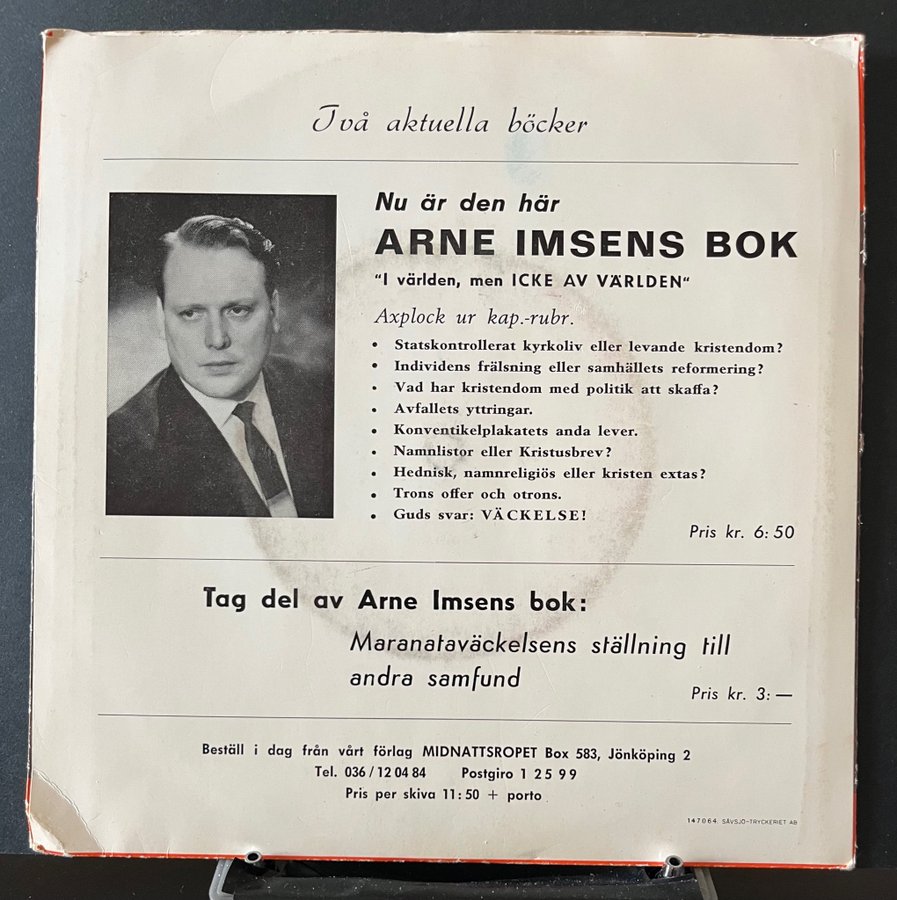 Två aktuella böcker
Nu är den här
ARNE IMSENS BOK
"I världen, men ICKE AV VÄRLDEN"
Axplock ur kap.-rubr.
• Statskontrollerat kyrkoliv eller levande kristendom?
• Individens frälsning eller samhällets reformering?
• Vad har kristendom med politik att skaffa?
• Avfallets yttringar.
• Konventikelplakatets anda lever.
• Namnlistor eller Kristusbrev?
• Hednisk, namnreligiös eller kristen extas?
• Trons offer och otrons.
• Guds svar: VÄCKELSE!
Pris kr. 6:50
Tag del av Arne Imsens bok:
Maranataväckelsens ställning till
andra samfund
Pris kr. 3:—
Beställ i dag från vårt förlag MIDNATTSROPET Box 583, Jönköping 2
Tel. 036/12 04 84 Postgiro 1 25 99
Pris per skiva 11:50 + porto
147064. SÄVSJÖ-TRYCKERIET AB